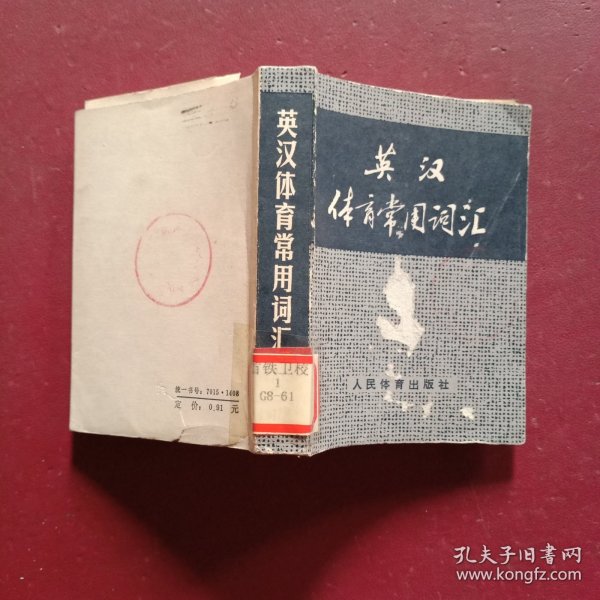 英汉
体育常用词汇
人民体育出版社
英汉体育常用词汇
铁卫校
1
G8-61
统一书号：7015·1408
定价：0.91 元
孔夫子旧书网
www.kongfz.com